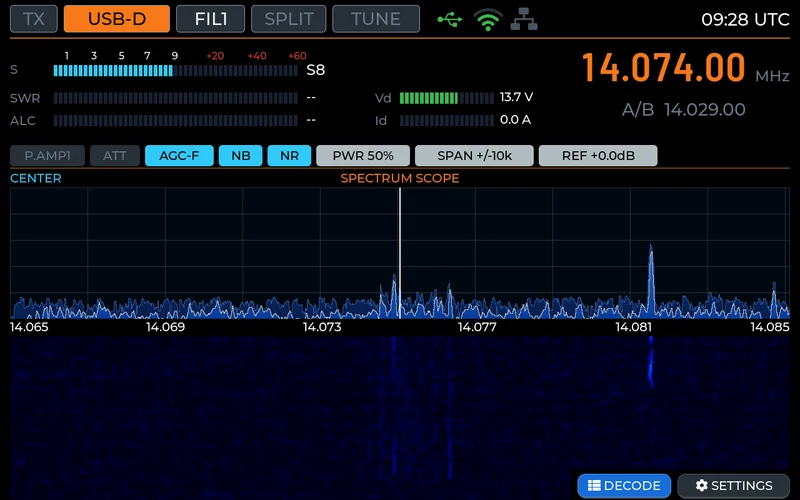 TX USB-D FIL1 SPLIT TUNE 09:28 UTC
1 3 5 7 9 +20 +40 +60
S S8
14.074.00 MHz
SWR -- Vd 13.7 V
A/B 14.029.00
ALC -- Id 0.0 A
P.AMP1 ATT AGC-F NB NR PWR 50% SPAN +/-10k REF +0.0dB
CENTER SPECTRUM SCOPE
14.065 14.069 14.073 14.077 14.081 14.085
DECODE SETTINGS